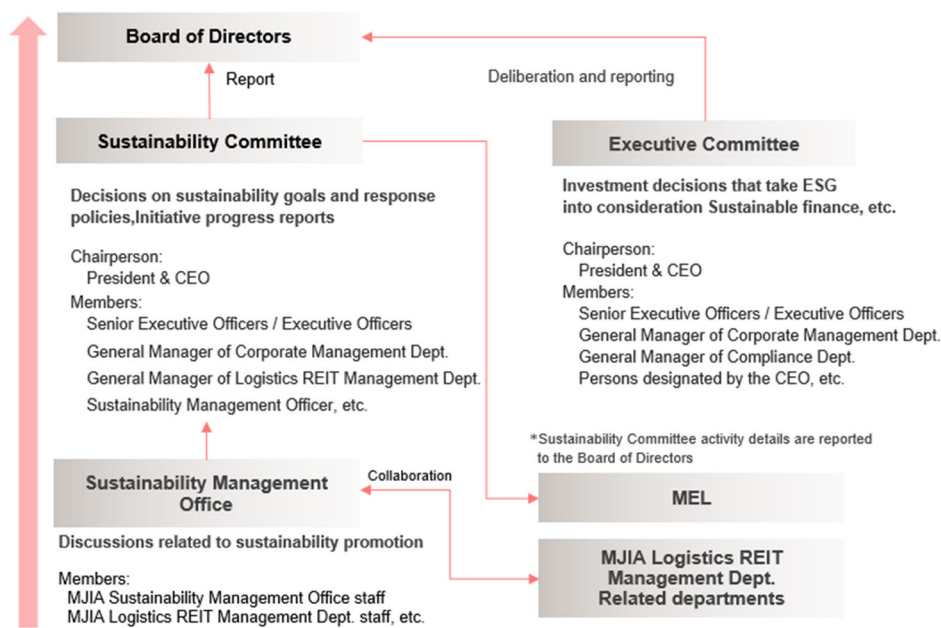 Board of Directors
Report
Deliberation and reporting
Sustainability Committee
Decisions on sustainability goals and response
policies,Initiative progress reports
Chairperson:
President & CEO
Members:
Senior Executive Officers / Executive Officers
General Manager of Corporate Management Dept.
General Manager of Logistics REIT Management Dept.
Sustainability Management Officer, etc.
Executive Committee
Investment decisions that take ESG
into consideration Sustainable finance, etc.
Chairperson:
President & CEO
Members:
Senior Executive Officers / Executive Officers
General Manager of Corporate Management Dept.
General Manager of Compliance Dept.
Persons designated by the CEO, etc.
*Sustainability Committee activity details are reported
to the Board of Directors
Sustainability Management
Office
Collaboration
MEL
Discussions related to sustainability promotion
Members:
MJIA Sustainability Management Office staff
MJIA Logistics REIT Management Dept. staff, etc.
MJIA Logistics REIT
Management Dept.
Related departments